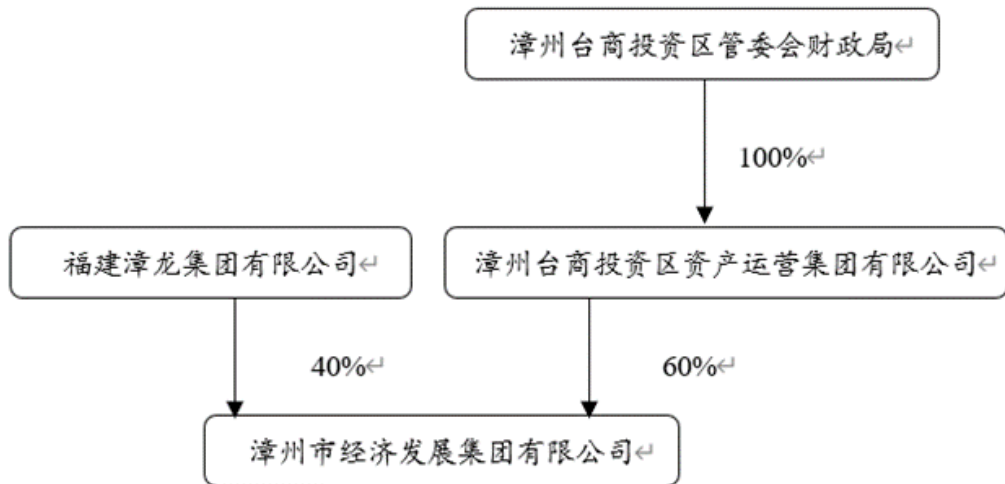 漳州台商投资区管委会财政局↵
100%↵
福建漳龙集团有限公司↵
漳州台商投资区资产运营集团有限公司↵
40%↵
60%↵
漳州市经济发展集团有限公司↵